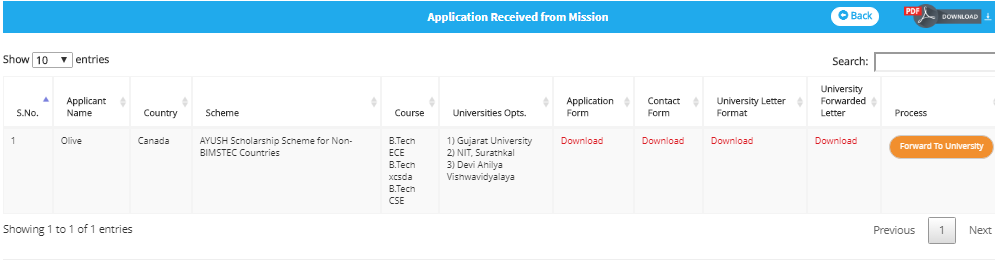 Application Received from Mission
Back
PDF
DOWNLOAD
Show 10 entries
Search:
S.No.
Applicant
Name
Country
Scheme
Course
Universities Opts.
Application
Form
Contact
Form
University Letter
Format
University
Forwarded
Letter
Process
1
Olive
Canada
AYUSH Scholarship Scheme for Non-
BIMSTEC Countries
B.Tech
ECE
B.Tech
xcsda
B.Tech
CSE
1) Gujarat University
2) NIT, Surathkal
3) Devi Anilya
Vishwavidyalaya
Download
Download
Download
Download
Forward To University
Showing 1 to 1 of 1 entries
Previous 1 Next